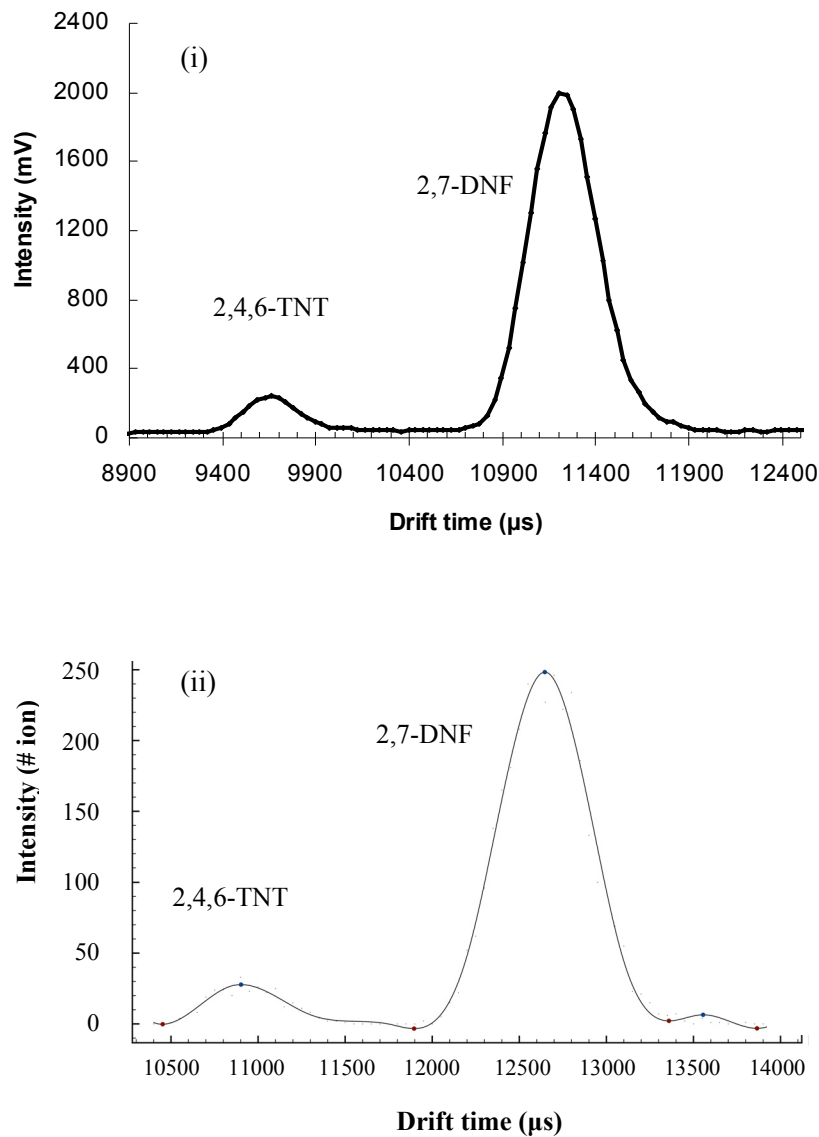 2400
(i)
2000
1600
2,7-DNF
1200
2,4,6-TNT
800
400
0
Intensity (mV)
8900 9400 9900 10400 10900 11400 11900 12400
Drift time (µs)
250
(ii)
200
2,7-DNF
150
100
2,4,6-TNT
50
0
Intensity (# ion)
10500 11000 11500 12000 12500 13000 13500 14000
Drift time (µs)